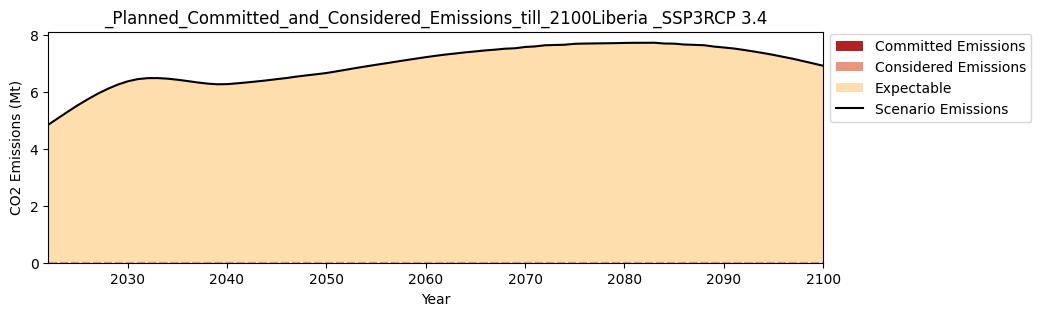 _Planned_Committed_and_Considered_Emissions_till_2100Liberia _SSP3RCP 3.4
CO2 Emissions (Mt)
8
6
4
2
0
2030 2040 2050 2060 2070 2080 2090 2100
Year
Committed Emissions
Considered Emissions
Expectable
Scenario Emissions